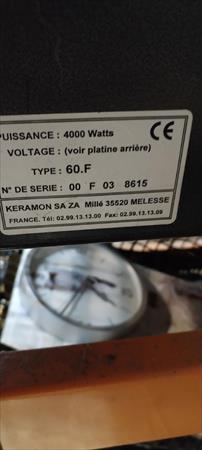 PUISSANCE : 4000 Watts
CE
VOLTAGE : (voir platine arrière)
TYPE : 60.F
N° DE SERIE : 00 F 03 8615
KERAMON SA ZA Millé 35520 MELESSE
FRANCE. Tél: 02.99.13.13.00 Fax: 02.99.13.13.09